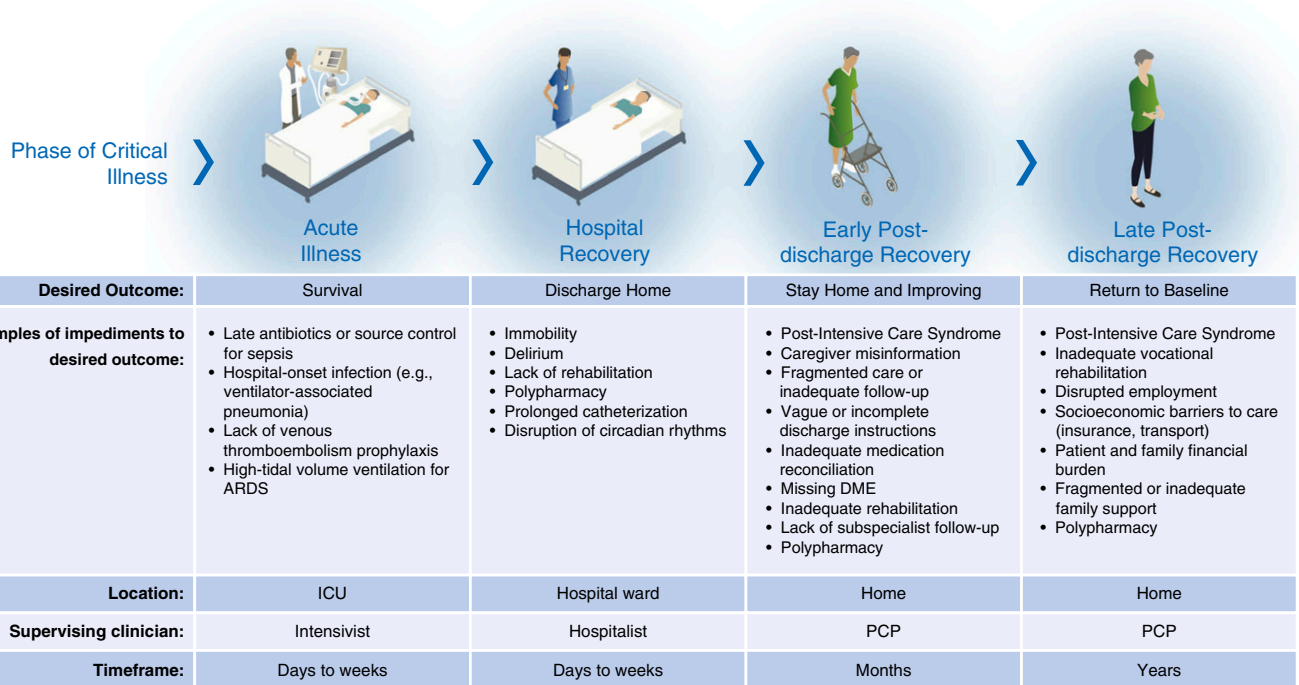 Phase of Critical
Illness
Acute
Illness
Hospital
Recovery
Early Post-
discharge Recovery
Late Post-
discharge Recovery
Desired Outcome:
Survival
Discharge Home
Stay Home and Improving
Return to Baseline
mples of impediments to
desired outcome:
• Late antibiotics or source control
for sepsis
• Hospital-onset infection (e.g.,
ventilator-associated
pneumonia)
• Lack of venous
thromboembolism prophylaxis
• High-tidal volume ventilation for
ARDS
• Immobility
• Delirium
• Lack of rehabilitation
• Polypharmacy
• Prolonged catheterization
• Disruption of circadian rhythms
• Post-Intensive Care Syndrome
• Caregiver misinformation
• Fragmented care or
inadequate follow-up
• Vague or incomplete
discharge instructions
• Inadequate medication
reconciliation
• Missing DME
• Inadequate rehabilitation
• Lack of subspecialist follow-up
• Polypharmacy
• Post-Intensive Care Syndrome
• Inadequate vocational
rehabilitation
• Disrupted employment
• Socioeconomic barriers to care
(insurance, transport)
• Patient and family financial
burden
• Fragmented or inadequate
family support
• Polypharmacy
Location:
ICU
Hospital ward
Home
Home
Supervising clinician:
Intensivist
Hospitalist
PCP
PCP
Timeframe:
Days to weeks
Days to weeks
Months
Years